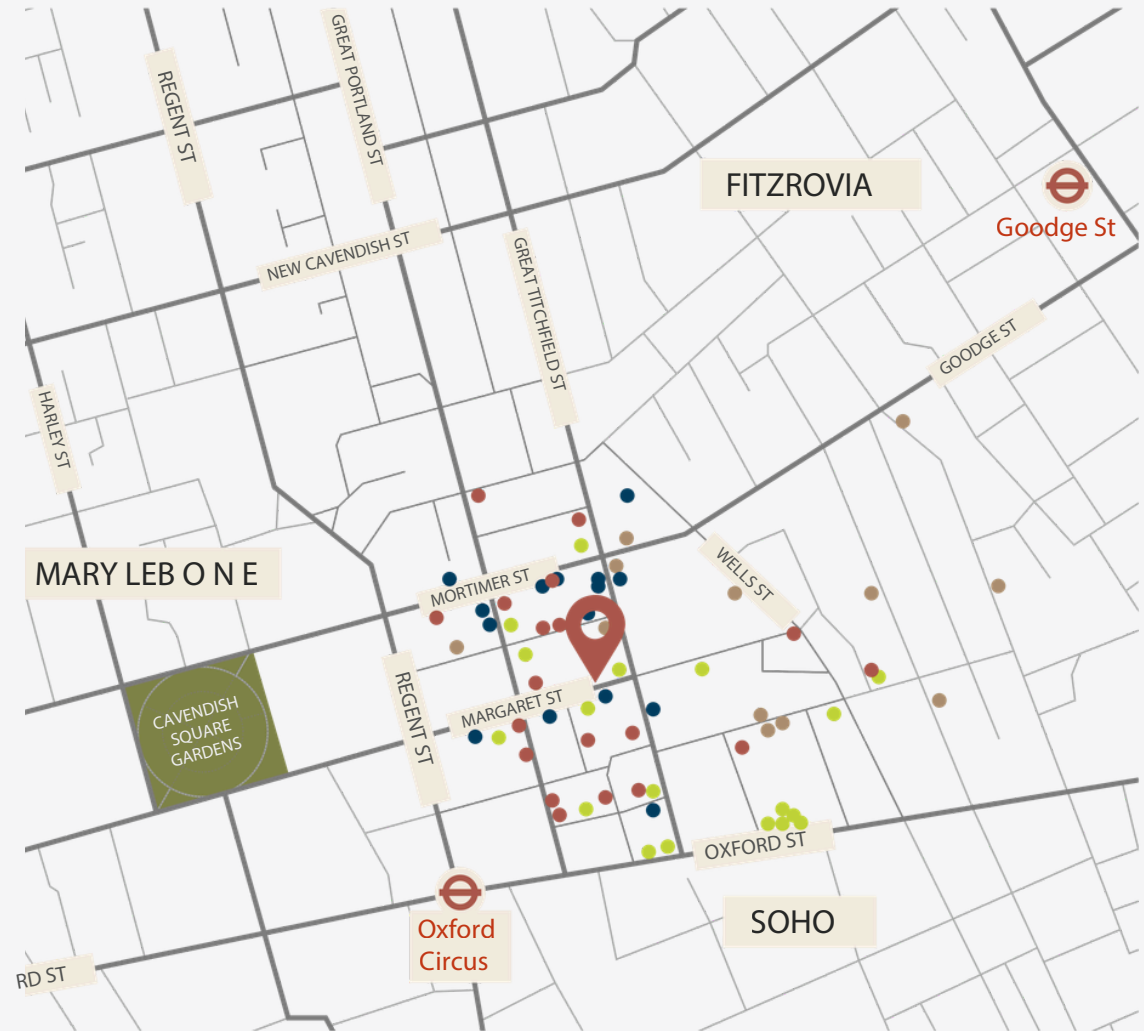 REGENT ST
GREAT PORTLAND ST
FITZROVIA
Goodge St
NEW CAVENDISH ST
GREAT TITCHFIELD ST
GOODGE ST
HARLEY ST
MARY LEB O N E
MORTIMER ST
WELLS ST
CAVENDISH
SQUARE
GARDENS
REGENT ST
MARGARET ST
OXFORD ST
SOHO
Oxford
Circus
RD ST